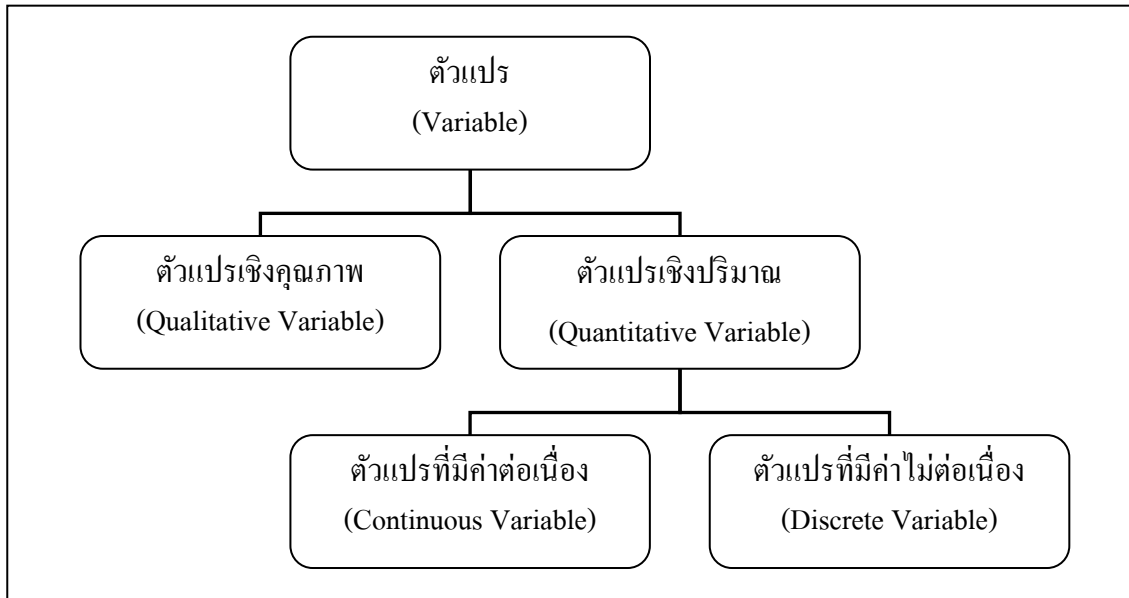 ตัวแปร
(Variable)
ตัวแปรเชิงคุณภาพ
(Qualitative Variable)
ตัวแปรเชิงปริมาณ
(Quantitative Variable)
ตัวแปรที่มีค่าต่อเนื่อง
(Continuous Variable)
ตัวแปรที่มีค่าไม่ต่อเนื่อง
(Discrete Variable)